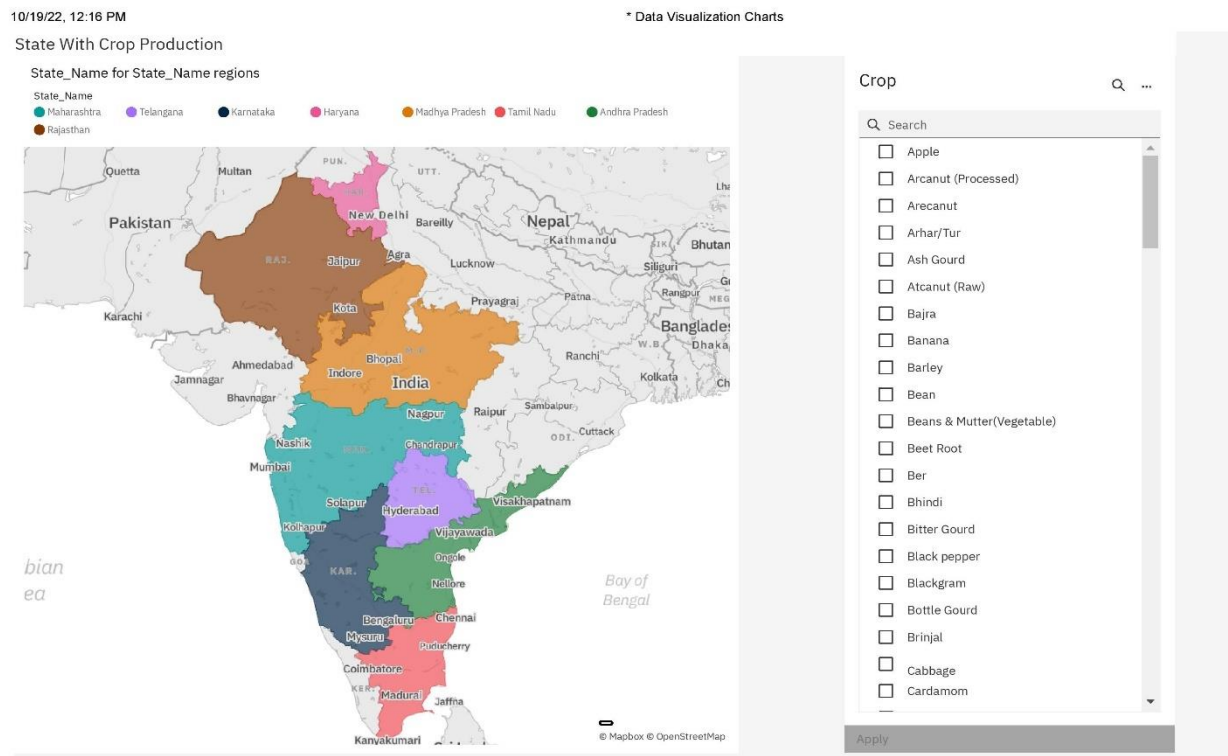 10/19/22, 12:16 PM
* Data Visualization Charts
State With Crop Production
State_Name for State_Name regions
State_Name
Maharashtra Telangana Karnataka Haryana Madhya Pradesh Tamil Nadu Andhra Pradesh
Rajasthan
Quetta
Multan
PUN.
UTT.
Lha
Pakistan
New Delhi
Bareilly
Nepal
Kathmandu
SIK
Bhutan
RAJ.
Jaipur
Agra
Lucknow
Siliguri
Kota
Prayagraj
Patna
Rangpur
MEG
Karachi
Banglades
W.B.
Dhaka
Ahmedabad
Bhopal
Ranchi
Jamnagar
Indore
India
Kolkata
Ch
Bhavnagar
Nagpur
Raipur
Sambalpur
Nashik
Chandrapur
ODI.
Cuttack
Mumbai
TEL.
Solapur
Hyderabad
Visakhapatnam
Kolhapur
Vijayawada
GOA
Ongole
bian
ea
KAR.
Nellore
Bay of
Bengal
Bengaluru
Chennai
Mysuru
Puducherry
Coimbatore
KER.
Madurai
Jaffna
Kanyakumari
© Mapbox © OpenStreetMap
Crop
Search
Apple
Arcanut (Processed)
Arecanut
Arhar/Tur
Ash Gourd
Atcanut (Raw)
Bajra
Banana
Barley
Bean
Beans & Mutter(Vegetable)
Beet Root
Ber
Bhindi
Bitter Gourd
Black pepper
Blackgram
Bottle Gourd
Brinjal
Cabbage
Cardamom
Apply